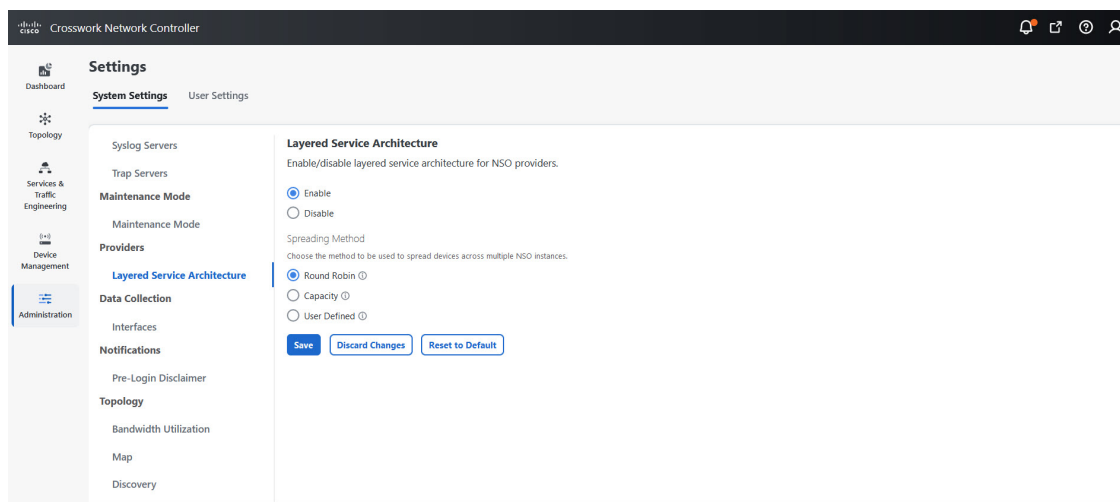 CISCO Crosswork Network Controller
Settings
System Settings User Settings
Dashboard
Topology
Services &
Traffic
Engineering
Device
Management
Administration
Syslog Servers
Trap Servers
Maintenance Mode
Maintenance Mode
Providers
Layered Service Architecture
Data Collection
Interfaces
Notifications
Pre-Login Disclaimer
Topology
Bandwidth Utilization
Map
Discovery
Layered Service Architecture
Enable/disable layered service architecture for NSO providers.
Enable
Disable
Spreading Method
Choose the method to be used to spread devices across multiple NSO instances.
Round Robin
Capacity
User Defined
Save Discard Changes Reset to Default